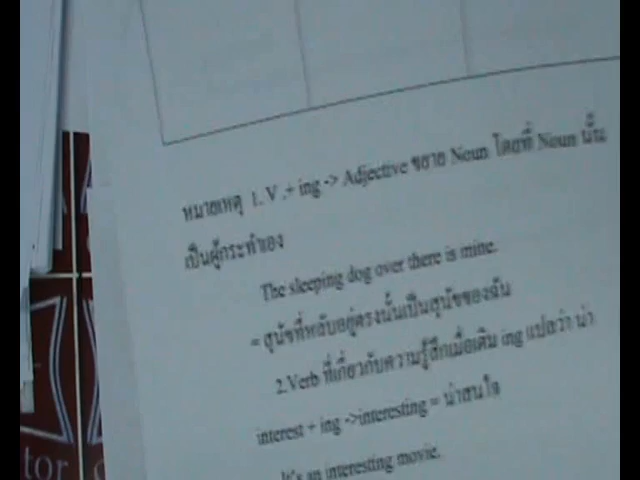 หมายเหตุ 1. V .+ ing -> Adjective ขยาย Noun โดยที่ Noun นั้น
เป็นผู้กระทำเอง
The sleeping dog over there is mine.
= สุนัขที่หลับอยู่ตรงนั้นเป็นสุนัขของฉัน
2.Verb ที่เกี่ยวกับความรู้สึกเมื่อเติม ing แปลว่า น่า
interest + ing ->interesting = น่าสนใจ
It's an interesting movie.
tor